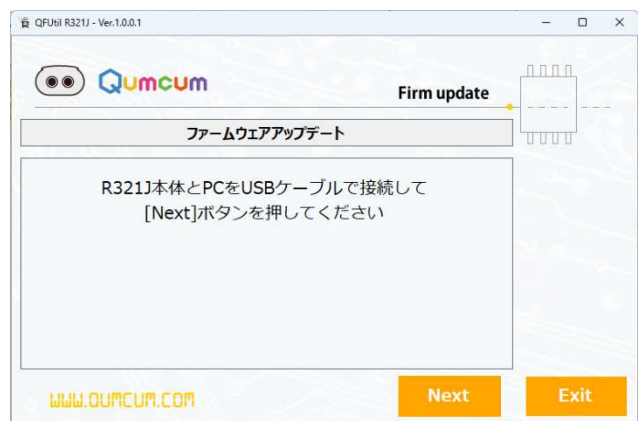 QFUtil R321J - Ver.1.0.0.1
Qumcum
Firm update
ファームウェアアップデート
R321J本体とPCをUSBケーブルで接続して
[Next]ボタンを押してください
WWW.QUMCUM.COM
Next
Exit